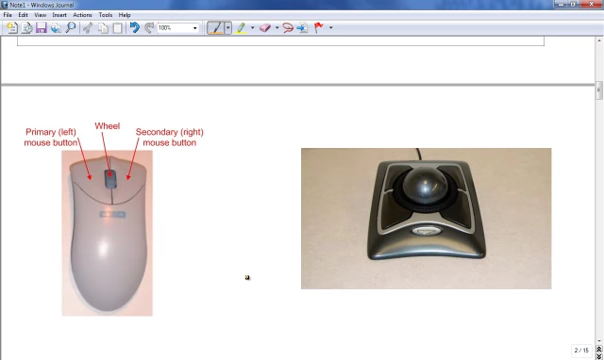 Note1 - Windows Journal
File Edit View Insert Actions Tools Help
100%
Wheel
Primary (left)
mouse button
Secondary (right)
mouse button
2 / 15